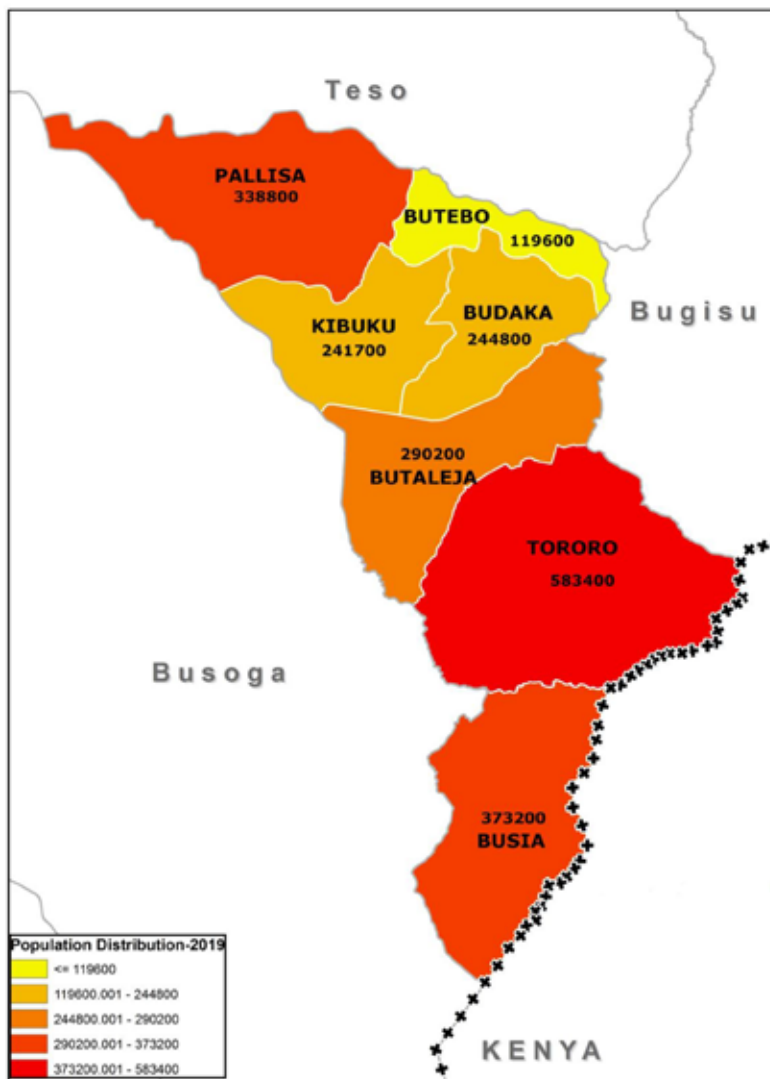 Teso
PALLISA
338800
BUTEBO
119600
Bugisu
KIBUKU
241700
BUDAKA
244800
290200
BUTALEJA
TORORO
583400
Busoga
373200
BUSIA
Population Distribution-2019
<= 119600
119600.001 - 244800
244800.001 - 290200
290200.001 - 373200
373200.001 - 583400
KENYA